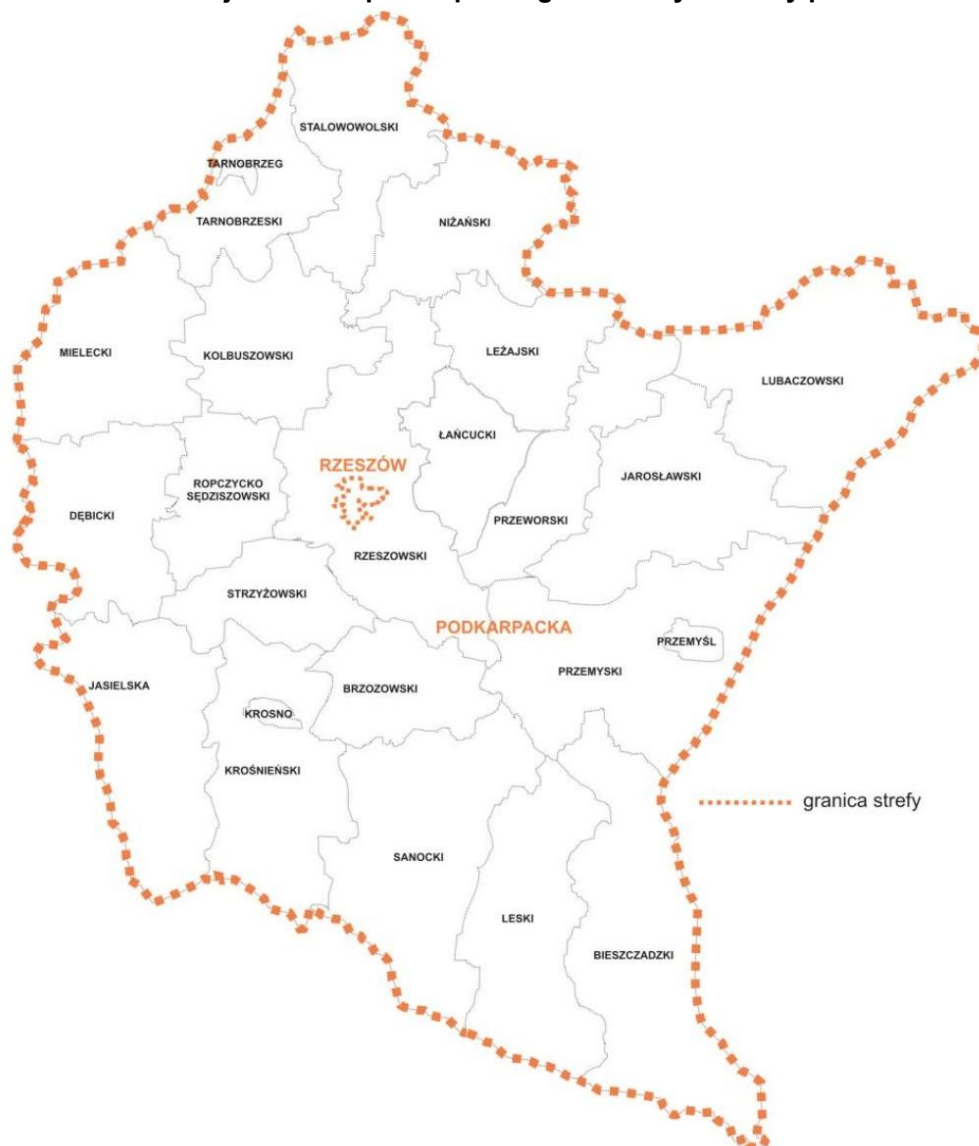 STALOWOWOLSKI
TARNOBRZEG
TARNOBRZESKI
NIŻAŃSKI
MIELECKI
KOLBUSZOWSKI
LEŻAJSKI
LUBACZOWSKI
ŁAŃCUCKI
RZESZÓW
ROPCZYCKO
SĘDZISZOWSKI
JAROSŁAWSKI
DĘBICKI
PRZEWORSKI
RZESZOWSKI
STRZYŻOWSKI
PODKARPACKA
PRZEMYŚL
PRZEMYSKI
JASIELSKA
BRZOZOWSKI
KROSNO
KROŚNIEŃSKI
granica strefy
SANOCKI
LESKI
BIESZCZADZKI